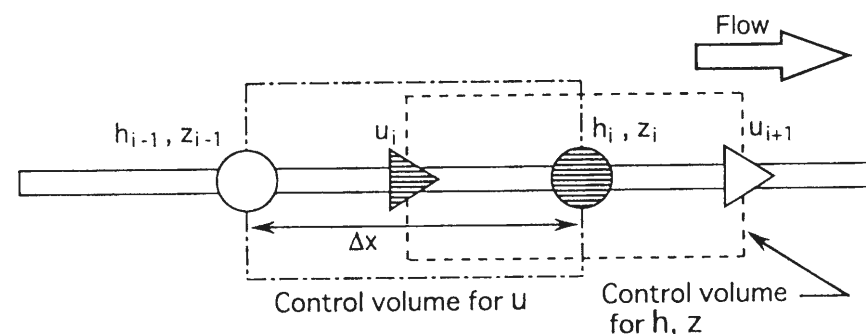 Flow
h_{i-1}, z_{i-1}
u_i
h_i, z_i
u_{i+1}
Δx
Control volume for u
Control volume
for h, z